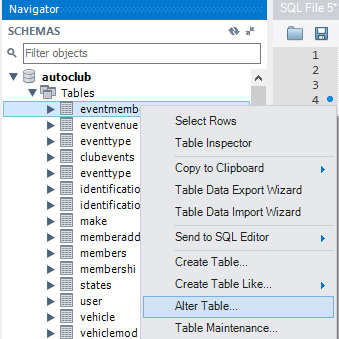 Navigator
SCHEMAS
Filter objects
autoclub
Tables
eventmemb
eventvenue
eventtype
clubevents
eventtype
identification
identification
make
memberadd
members
membershi
states
user
vehicle
vehiclemod
SQL File 5*
1
2
3
4
Select Rows
Table Inspector
Copy to Clipboard
Table Data Export Wizard
Table Data Import Wizard
Send to SQL Editor
Create Table...
Create Table Like...
Alter Table...
Table Maintenance...